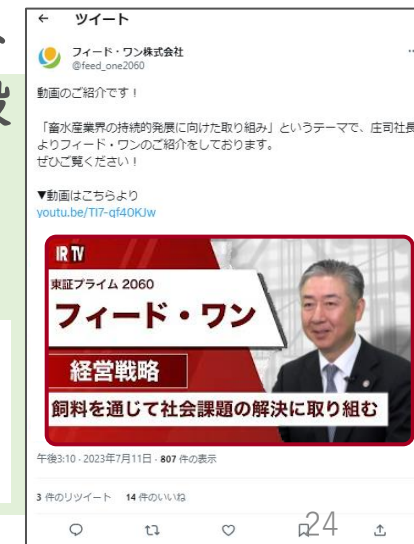 ← ツイート
フィード・ワン株式会社
@feed_one2060
動画のご紹介です！
「畜水産業界の持続的発展に向けた取り組み」というテーマで、庄司社長
よりフィード・ワンのご紹介をしております。
ぜひご覧ください！
▼動画はこちらより
youtu.be/TI7-qf40KJw
IR TV
東証プライム 2060
フィード・ワン
経営戦略
飼料を通じて社会課題の解決に取り組む
午後3:10 · 2023年7月11日 · 807 件の表示
3 件のリツイート 14 件のいいね
24